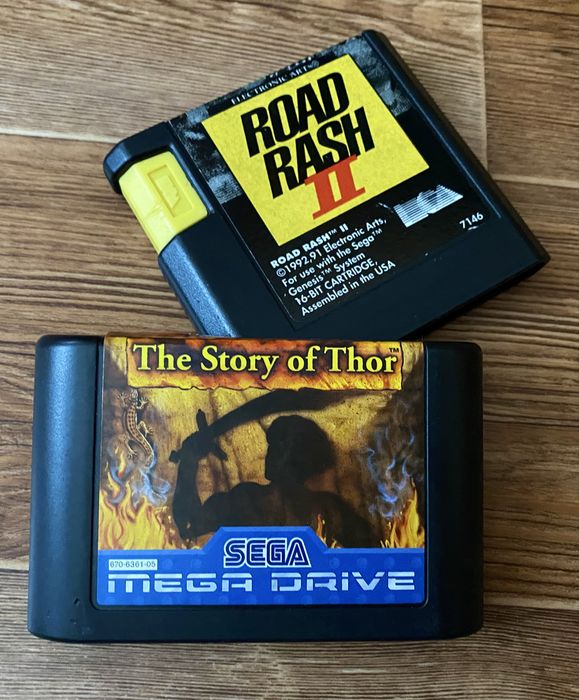 ELECTRONIC ARTS®
ROAD
RASH
II
ROAD RASH™ II
©1992,91 Electronic Arts,
For use with the Sega™
Genesis™ System
16-BIT CARTRIDGE,
Assembled in the USA
EA
7146
The Story of Thor™
670-6361-05
SEGA
MEGA DRIVE